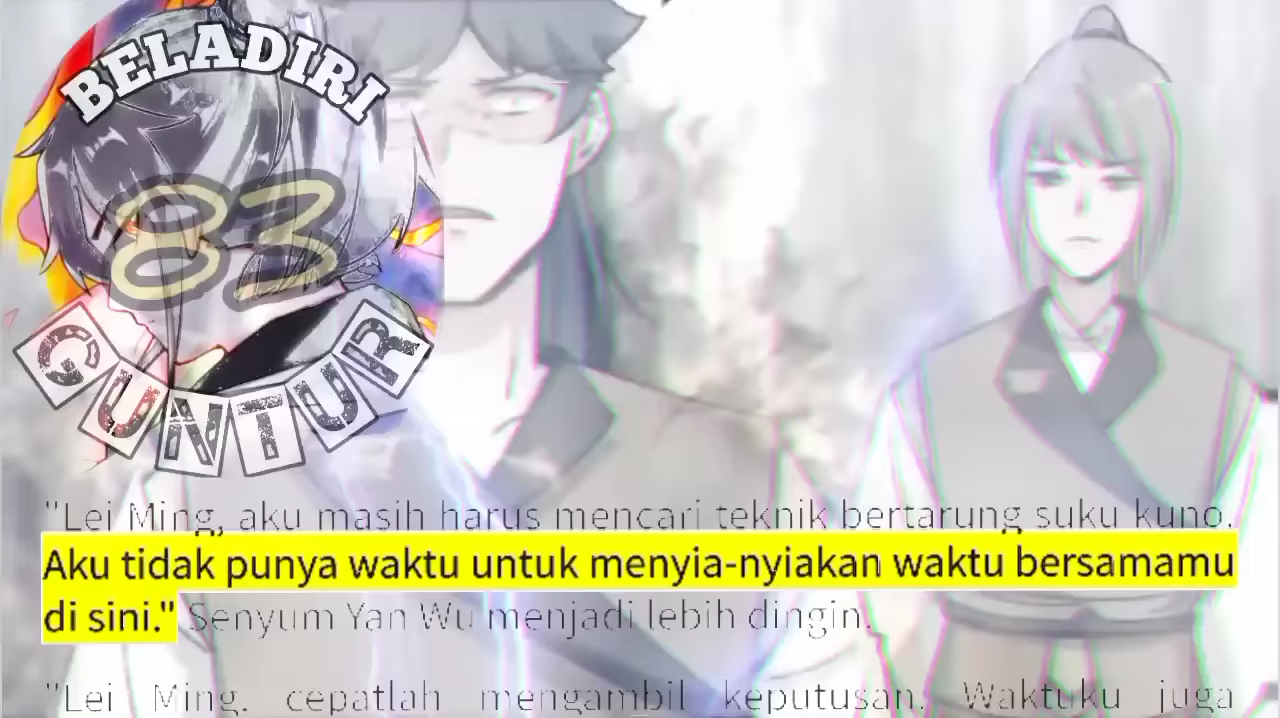 BELADIRI
83
GUNTUR
"Lei Ming, aku masih harus mencari teknik bertarung suku kuno.
Aku tidak punya waktu untuk menyia-nyiakan waktu bersamamu
di sini." Senyum Yan Wu menjadi lebih dingin.
"Lei Ming, cepatlah mengambil keputusan. Waktuku juga